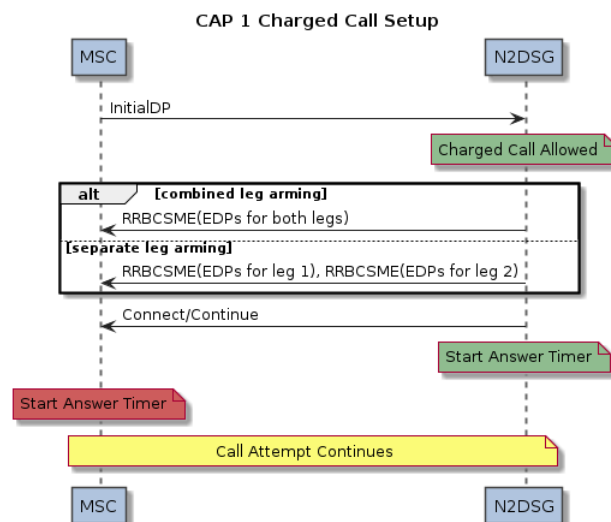 CAP 1 Charged Call Setup
MSC N2DSG
InitialDP
Charged Call Allowed
alt [combined leg arming]
RRBCSME(EDPs for both legs)
[separate leg arming]
RRBCSME(EDPs for leg 1), RRBCSME(EDPs for leg 2)
Connect/Continue
Start Answer Timer
Start Answer Timer
Call Attempt Continues
MSC N2DSG